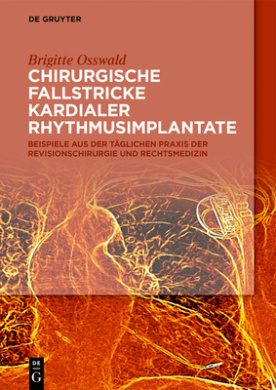 DE GRUYTER
Brigitte Osswald
CHIRURGISCHE
FALLSTRICKE
KARDIALER
RHYTHMUSIMPLANTATE
BEISPIELE AUS DER TÄGLICHEN PRAXIS DER
REVISIONSCHIRURGIE UND RECHTSMEDIZIN
DE
G